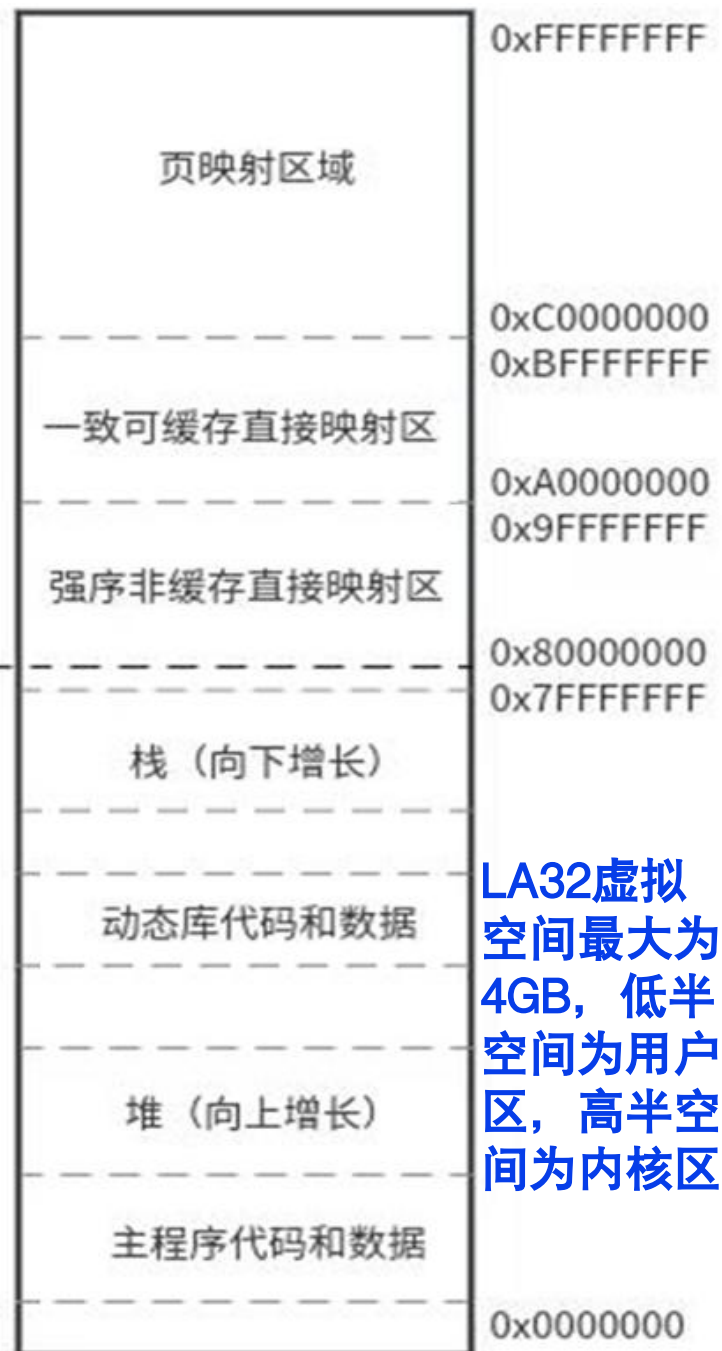 0xFFFFFFFF
页映射区域
0xC0000000
0xBFFFFFFF
一致可缓存直接映射区
0xA0000000
0x9FFFFFFF
强序非缓存直接映射区
0x80000000
0x7FFFFFFF
栈（向下增长）
LA32虚拟
空间最大为
4GB，低半
空间为用户
区，高半空
间为内核区
动态库代码和数据
堆（向上增长）
主程序代码和数据
0x0000000